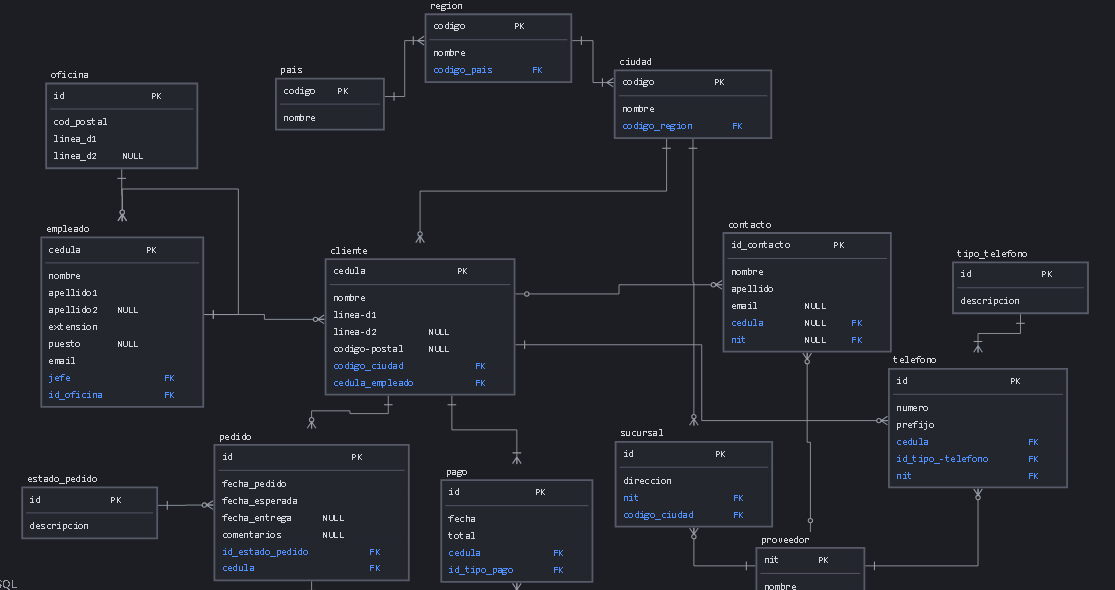 region
codigo PK
nombre
codigo_pais FK
pais
codigo PK
nombre
ciudad
codigo PK
nombre
codigo_region FK
oficina
id PK
cod_postal
linea_d1
linea_d2 NULL
empleado
cedula PK
nombre
apellido1
apellido2 NULL
extension
puesto NULL
email
jefe FK
id_oficina FK
cliente
cedula PK
nombre
linea-d1
linea-d2 NULL
codigo-postal NULL
codigo_ciudad FK
cedula_empleado FK
contacto
id_contacto PK
nombre
apellido
email NULL
cedula NULL FK
nit NULL FK
tipo_telefono
id PK
descripcion
telefono
id PK
numero
prefijo
cedula FK
id_tipo_-telefono FK
nit FK
pedido
id PK
fecha_pedido
fecha_esperada
fecha_entrega NULL
comentarios NULL
id_estado_pedido FK
cedula FK
estado_pedido
id PK
descripcion
pago
id PK
fecha
total
cedula FK
id_tipo_pago FK
sucursal
id PK
direccion
nit FK
codigo_ciudad FK
proveedor
nit PK
nombre
SQL